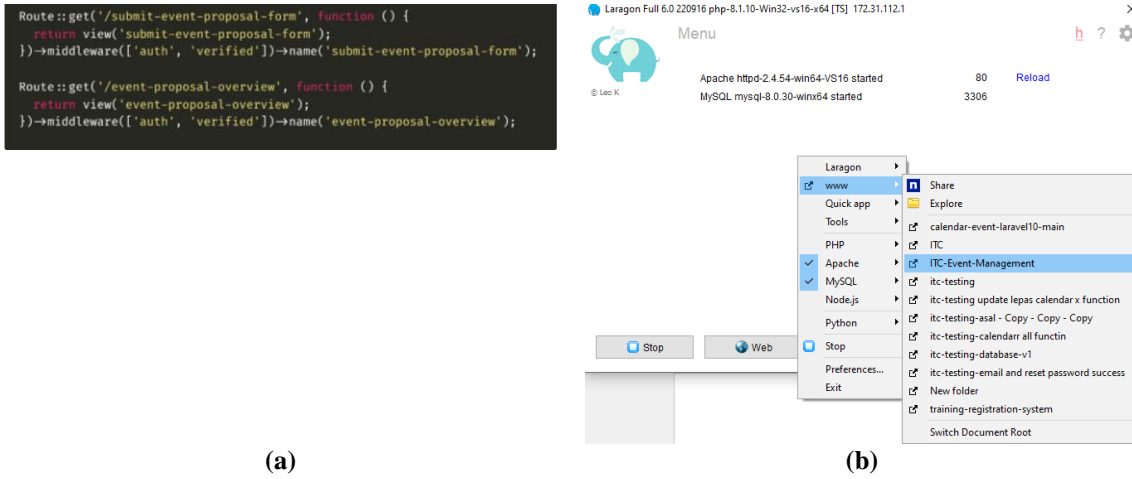 Route::get('/submit-event-proposal-form', function () {
return view('submit-event-proposal-form');
})→middleware(['auth', 'verified'])→name('submit-event-proposal-form');
Route::get('/event-proposal-overview', function () {
return view('event-proposal-overview');
})→middleware(['auth', 'verified'])→name('event-proposal-overview');
(a)
Laragon Full 6.0 220916 php-8.1.10-Win32-vs16-x64 [TS] 172.31.112.1
Menu
h ?
© Leo K
Apache httpd-2.4.54-win64-VS16 started 80 Reload
MySQL mysql-8.0.30-winx64 started 3306
Laragon
www
Quick app
Tools
PHP
Apache
MySQL
Node.js
Python
Stop
Preferences...
Exit
n Share
Explore
calendar-event-laravel10-main
ITC
ITC-Event-Management
itc-testing
itc-testing update lepas calendar x function
itc-testing-asal - Copy - Copy - Copy
itc-testing-calendarr all functin
itc-testing-database-v1
itc-testing-email and reset password success
New folder
training-registration-system
Switch Document Root
Stop
Web
(b)